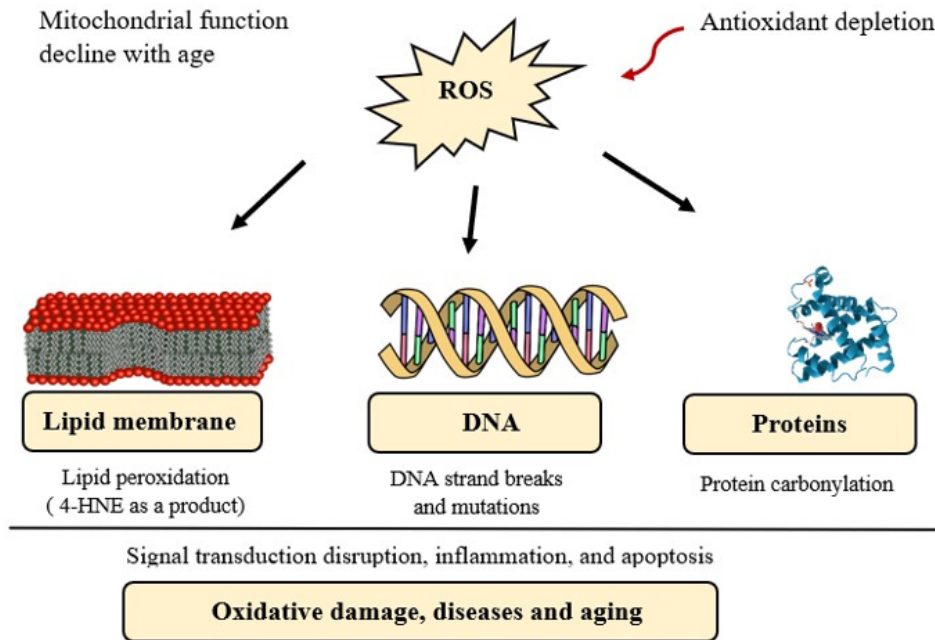 Mitochondrial function
decline with age
Antioxidant depletion
ROS
Lipid membrane
DNA
Proteins
Lipid peroxidation
( 4-HNE as a product)
DNA strand breaks
and mutations
Protein carbonylation
Signal transduction disruption, inflammation, and apoptosis
Oxidative damage, diseases and aging